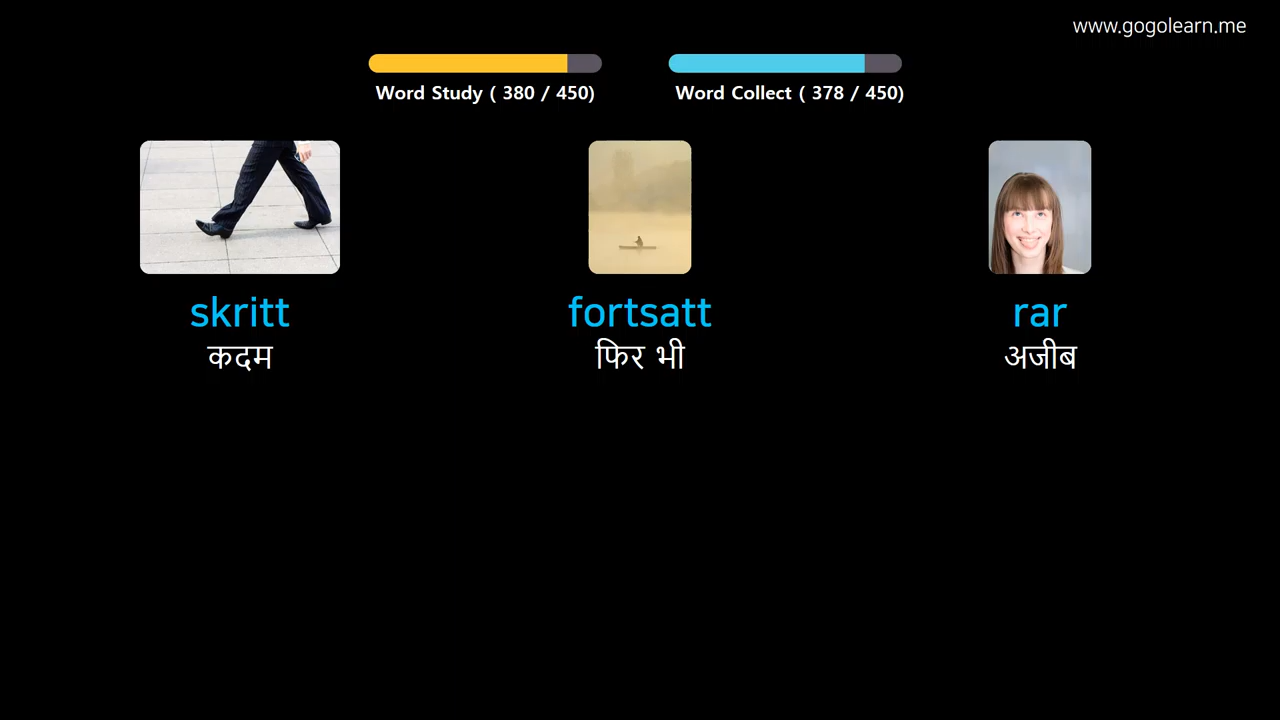 www.gogolearn.me
Word Study ( 380 / 450)
Word Collect ( 378 / 450)
skritt
fortsatt
rar
कदम
फिर भी
अजीब